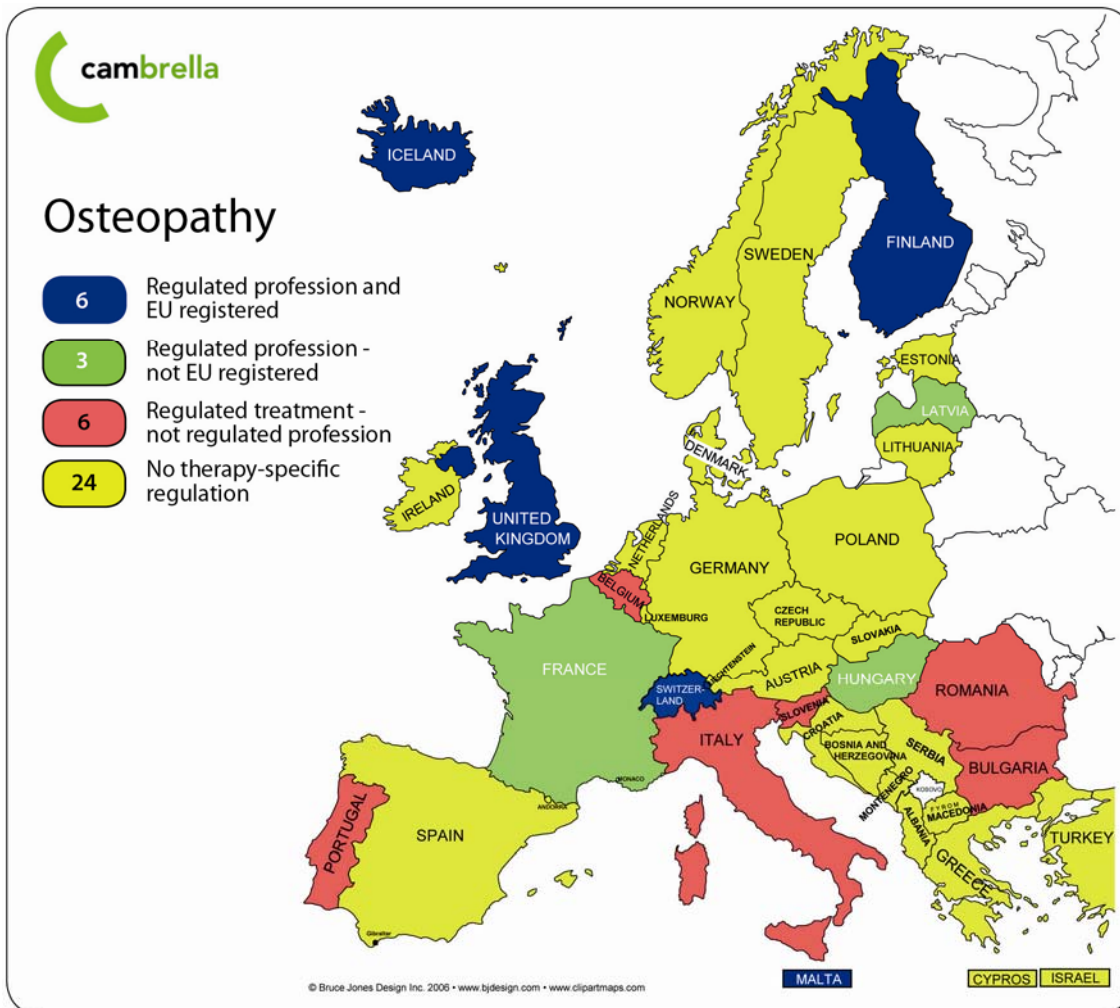 cambrella
Osteopathy
6
Regulated profession and
EU registered
3
Regulated profession -
not EU registered
6
Regulated treatment -
not regulated profession
24
No therapy-specific
regulation
ICELAND
FINLAND
SWEDEN
NORWAY
ESTONIA
LATVIA
LITHUANIA
DENMARK
IRELAND
UNITED
KINGDOM
NETHERLANDS
POLAND
GERMANY
BELGIUM
LUXEMBURG
CZECH
REPUBLIC
SLOVAKIA
LIECHTENSTEIN
AUSTRIA
HUNGARY
FRANCE
SWITZER-
LAND
ROMANIA
SLOVENIA
CROATIA
ITALY
BOSNIA AND
HERZEGOVINA
SERBIA
BULGARIA
MONACO
MONTENEGRO
KOSOVO
ANDORRA
F Y R O M
MACEDONIA
ALBANIA
PORTUGAL
SPAIN
TURKEY
GREECE
Gibraltar
MALTA
CYPROS
ISRAEL
© Bruce Jones Design Inc. 2006 • www.bjdesign.com • www.clipartmaps.com